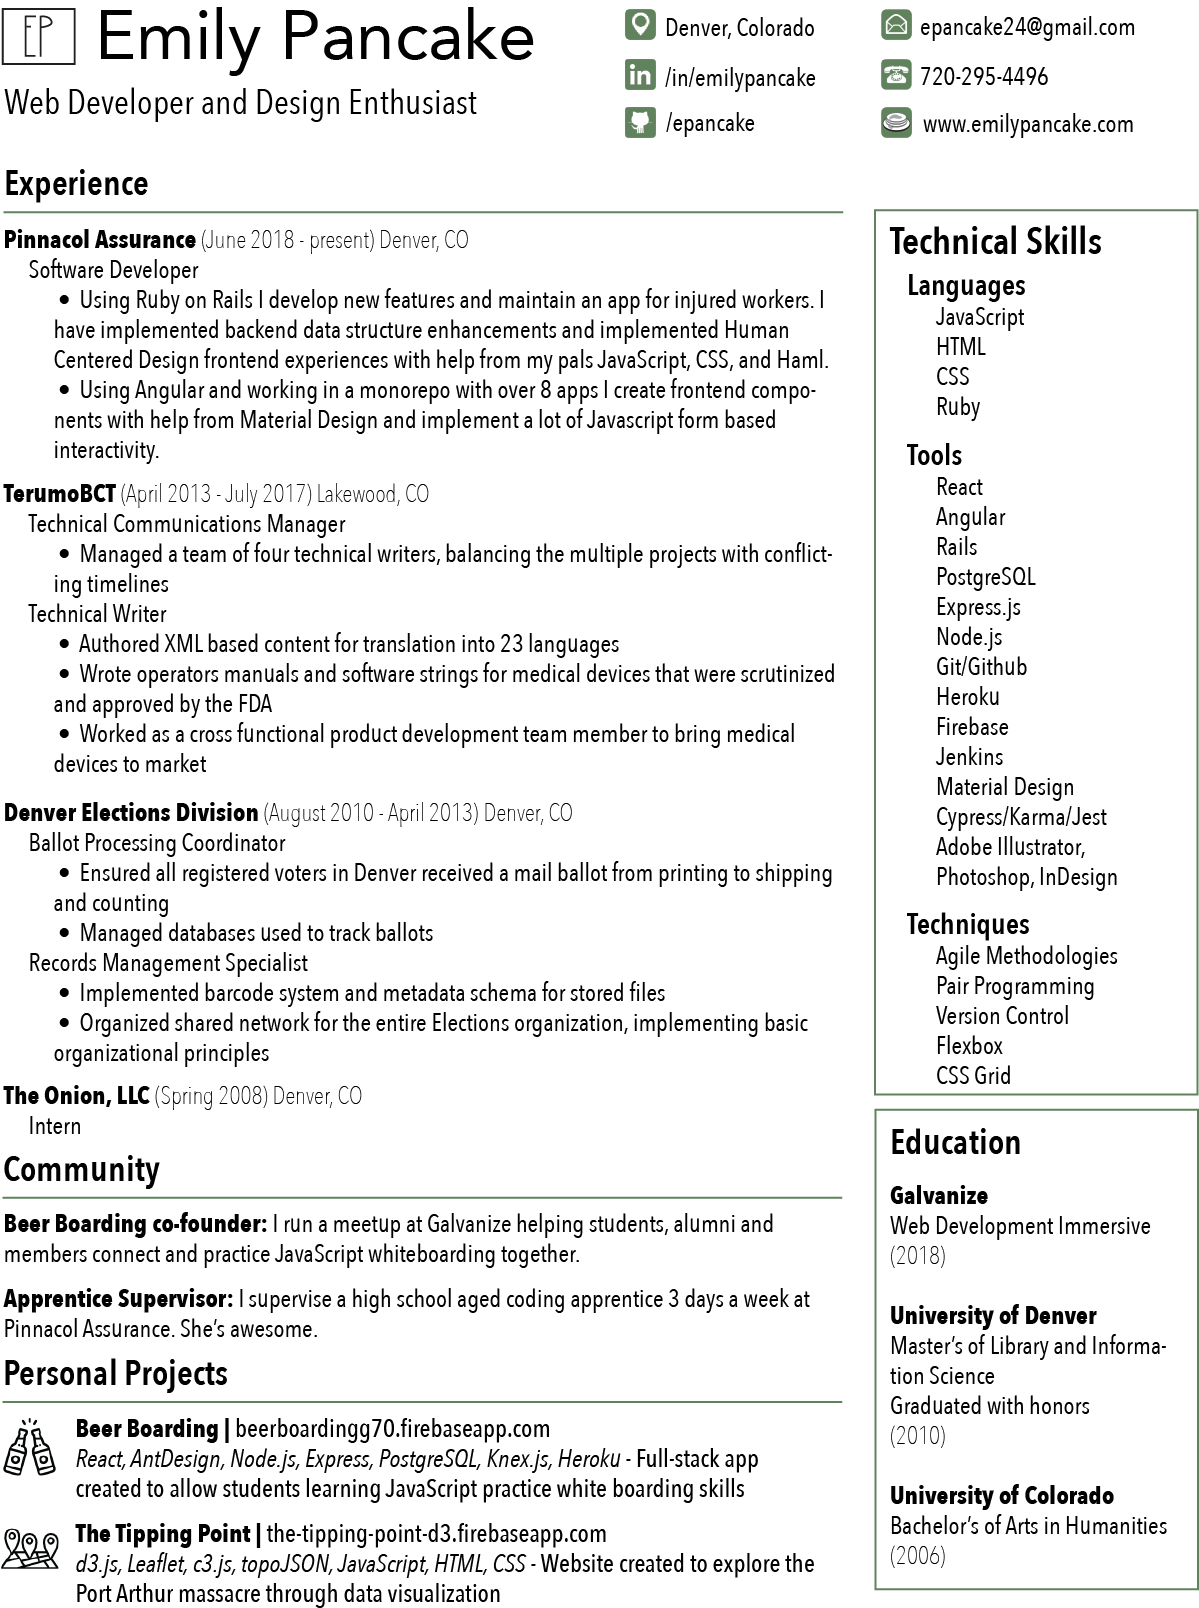 EP
Emily Pancake
Web Developer and Design Enthusiast
Denver, Colorado
/in/emilypancake
/epancake
epancake24@gmail.com
720-295-4496
www.emilypancake.com
Experience
Pinnacol Assurance (June 2018 - present) Denver, CO
Software Developer
• Using Ruby on Rails I develop new features and maintain an app for injured workers. I
have implemented backend data structure enhancements and implemented Human
Centered Design frontend experiences with help from my pals JavaScript, CSS, and Haml.
• Using Angular and working in a monorepo with over 8 apps I create frontend compo-
nents with help from Material Design and implement a lot of Javascript form based
interactivity.
TerumoBCT (April 2013 - July 2017) Lakewood, CO
Technical Communications Manager
• Managed a team of four technical writers, balancing the multiple projects with conflict-
ing timelines
Technical Writer
• Authored XML based content for translation into 23 languages
• Wrote operators manuals and software strings for medical devices that were scrutinized
and approved by the FDA
• Worked as a cross functional product development team member to bring medical
devices to market
Denver Elections Division (August 2010 - April 2013) Denver, CO
Ballot Processing Coordinator
• Ensured all registered voters in Denver received a mail ballot from printing to shipping
and counting
• Managed databases used to track ballots
Records Management Specialist
• Implemented barcode system and metadata schema for stored files
• Organized shared network for the entire Elections organization, implementing basic
organizational principles
The Onion, LLC (Spring 2008) Denver, CO
Intern
Community
Beer Boarding co-founder: I run a meetup at Galvanize helping students, alumni and
members connect and practice JavaScript whiteboarding together.
Apprentice Supervisor: I supervise a high school aged coding apprentice 3 days a week at
Pinnacol Assurance. She's awesome.
Personal Projects
Beer Boarding | beerboardingg70.firebaseapp.com
React, AntDesign, Node.js, Express, PostgreSQL, Knex.js, Heroku - Full-stack app
created to allow students learning JavaScript practice white boarding skills
The Tipping Point | the-tipping-point-d3.firebaseapp.com
d3.js, Leaflet, c3.js, topoJSON, JavaScript, HTML, CSS - Website created to explore the
Port Arthur massacre through data visualization
Technical Skills
Languages
JavaScript
HTML
CSS
Ruby
Tools
React
Angular
Rails
PostgreSQL
Express.js
Node.js
Git/Github
Heroku
Firebase
Jenkins
Material Design
Cypress/Karma/Jest
Adobe Illustrator,
Photoshop, InDesign
Techniques
Agile Methodologies
Pair Programming
Version Control
Flexbox
CSS Grid
Education
Galvanize
Web Development Immersive
(2018)
University of Denver
Master's of Library and Informa-
tion Science
Graduated with honors
(2010)
University of Colorado
Bachelor's of Arts in Humanities
(2006)